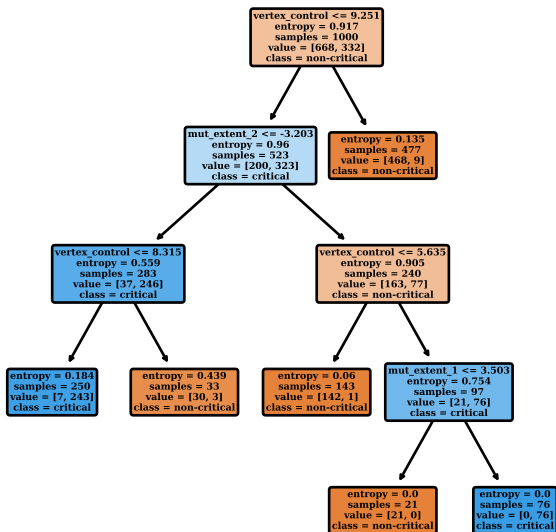 vertex_control <= 9.251
entropy = 0.917
samples = 1000
value = [668, 332]
class = non-critical
mut_extent_2 <= -3.203
entropy = 0.96
samples = 523
value = [200, 323]
class = critical
entropy = 0.135
samples = 477
value = [468, 9]
class = non-critical
vertex_control <= 8.315
entropy = 0.559
samples = 283
value = [37, 246]
class = critical
vertex_control <= 5.635
entropy = 0.905
samples = 240
value = [163, 77]
class = non-critical
entropy = 0.184
samples = 250
value = [7, 243]
class = critical
entropy = 0.439
samples = 33
value = [30, 3]
class = non-critical
entropy = 0.06
samples = 143
value = [142, 1]
class = non-critical
mut_extent_1 <= 3.503
entropy = 0.754
samples = 97
value = [21, 76]
class = critical
entropy = 0.0
samples = 21
value = [21, 0]
class = non-critical
entropy = 0.0
samples = 76
value = [0, 76]
class = critical